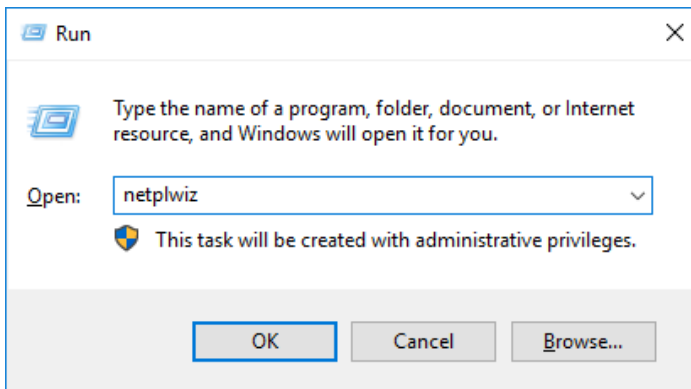 Run
Type the name of a program, folder, document, or Internet
resource, and Windows will open it for you.
Open: netplwiz
This task will be created with administrative privileges.
OK Cancel Browse...